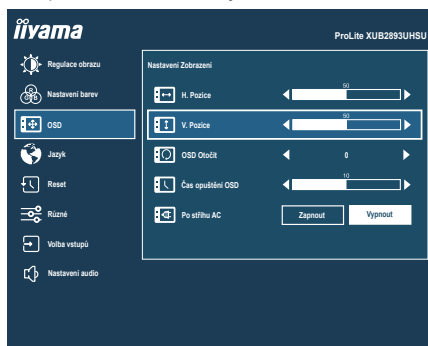 iiyama
ProLite XUB2893UHSU
Regulace obrazu
Nastavení barev
OSD
Jazyk
Reset
Různé
Volba vstupů
Nastavení audio
Nastavení Zobrazení
H. Pozice
50
V. Pozice
50
OSD Otočit
0
Čas opuštění OSD
10
Po střihu AC
Zapnout
Vypnout